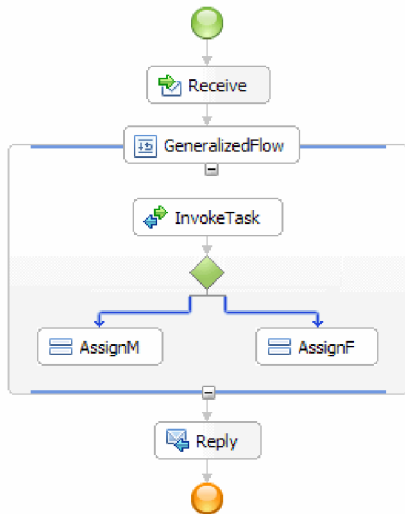 Receive
GeneralizedFlow
InvokeTask
AssignM
AssignF
Reply